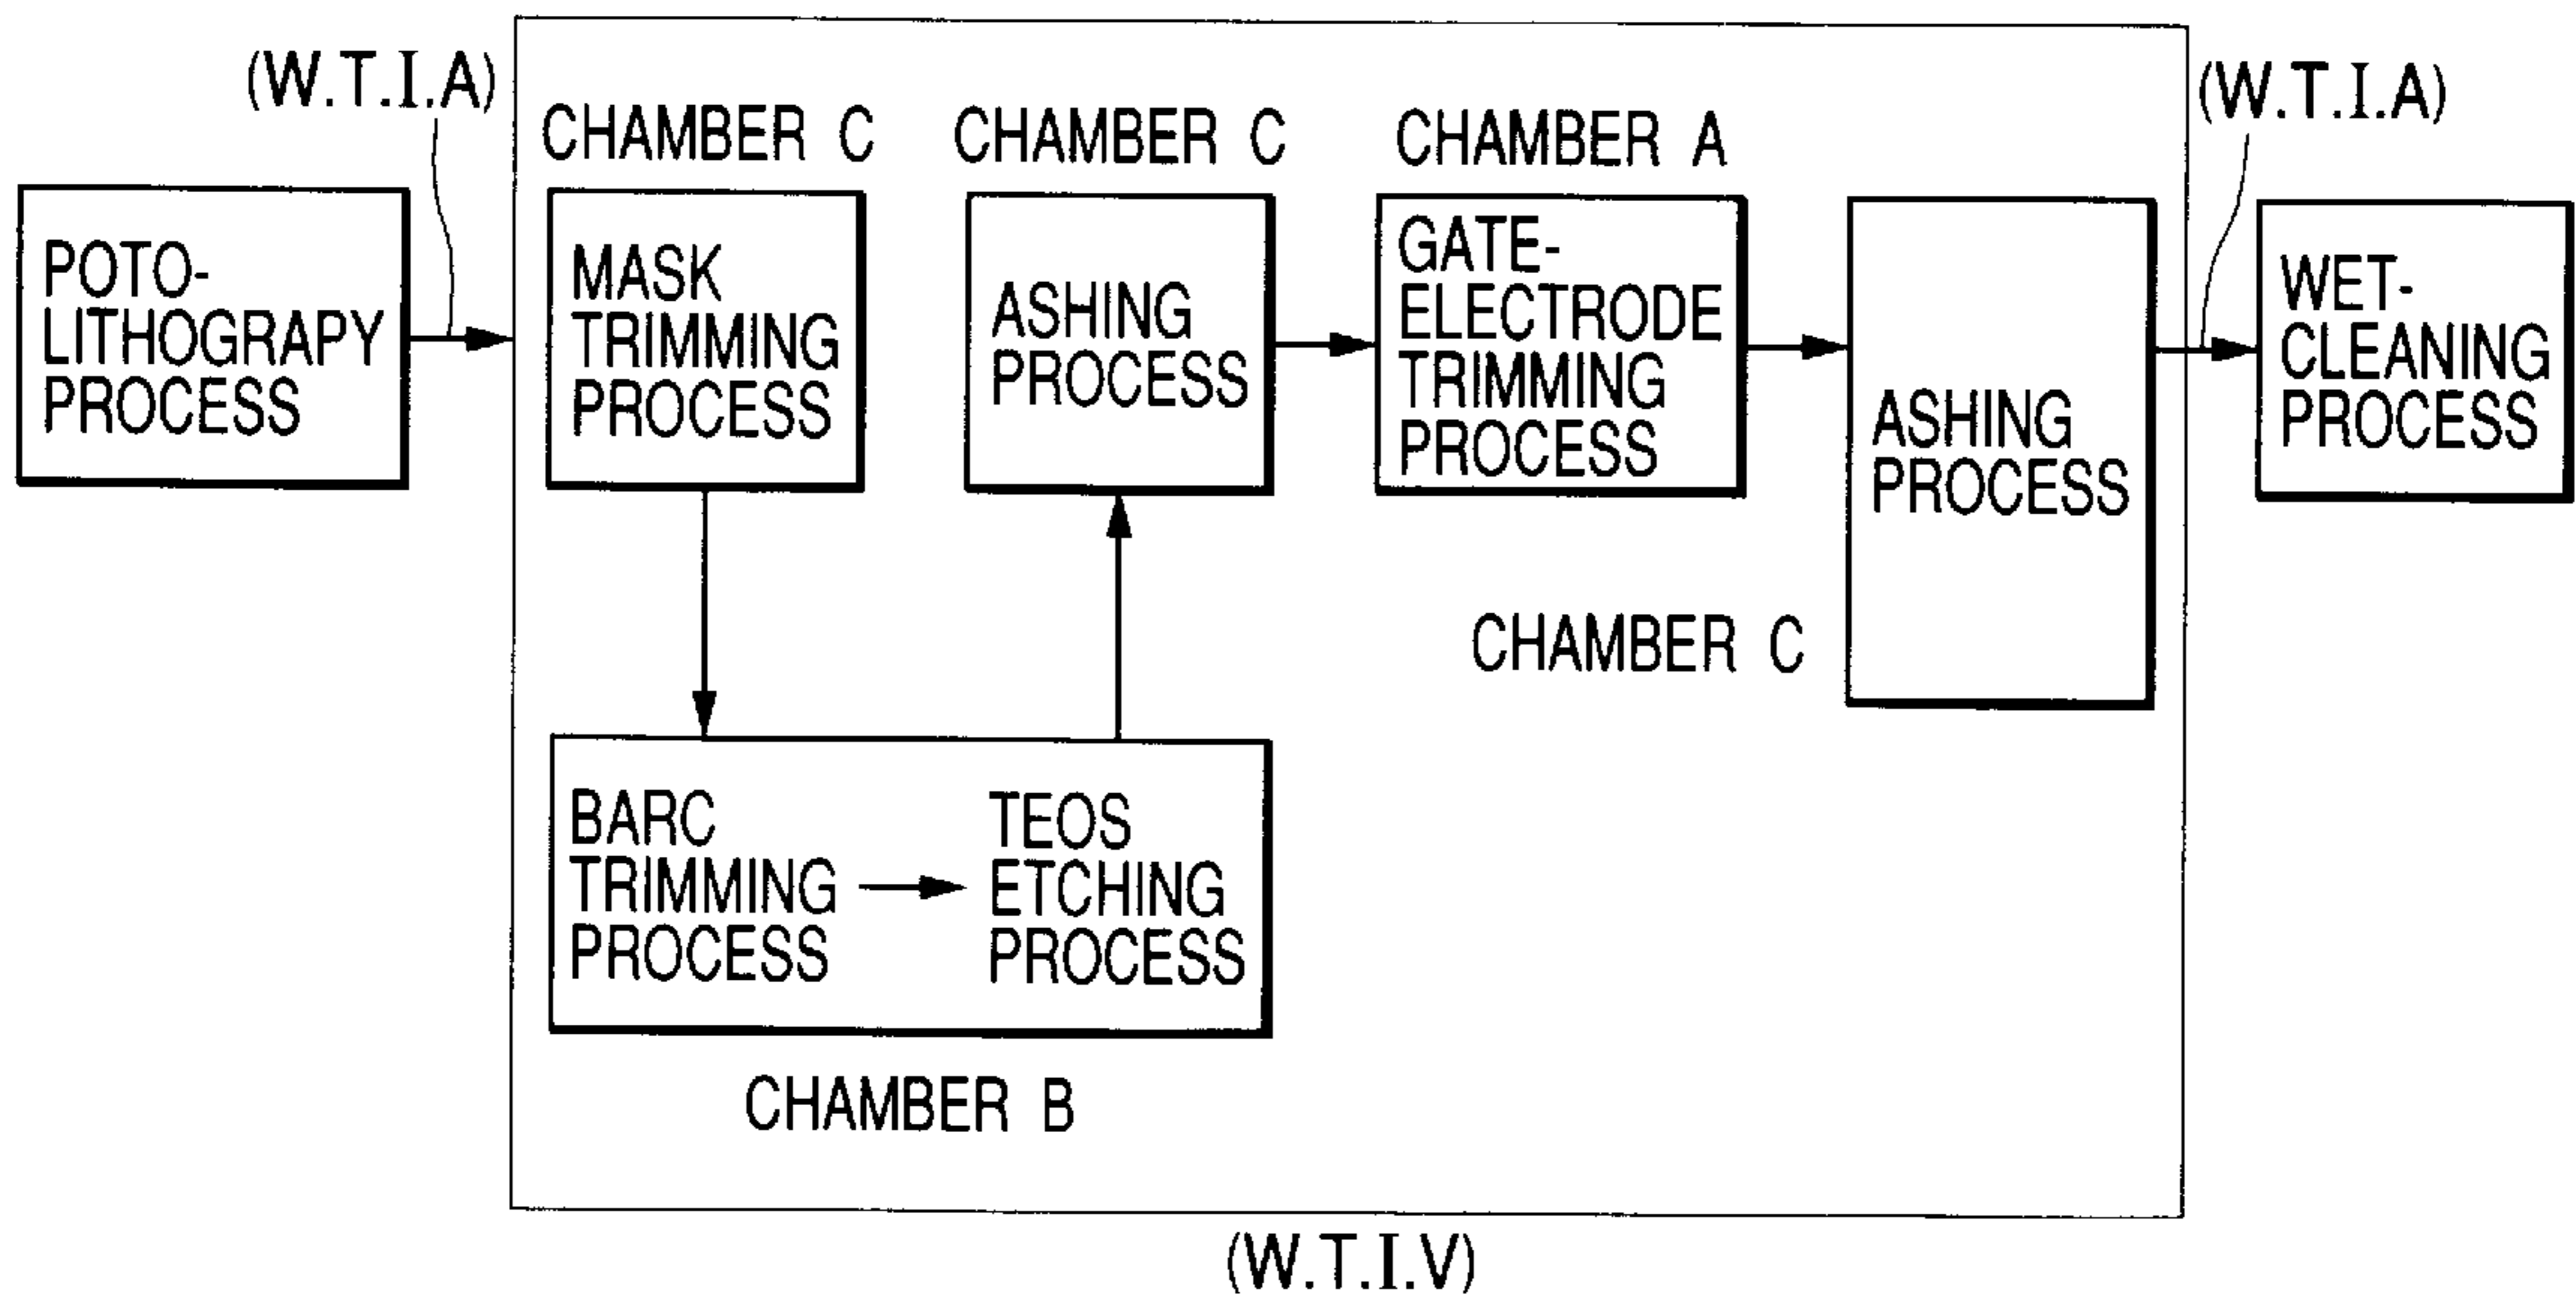 (W.T.I.A)
(W.T.I.A)
CHAMBER C
CHAMBER C
CHAMBER A
POTO-
LITHOGRAPY
PROCESS
MASK
TRIMMING
PROCESS
ASHING
PROCESS
GATE-
ELECTRODE
TRIMMING
PROCESS
ASHING
PROCESS
WET-
CLEANING
PROCESS
CHAMBER C
BARC
TRIMMING
PROCESS
TEOS
ETCHING
PROCESS
CHAMBER B
(W.T.I.V)